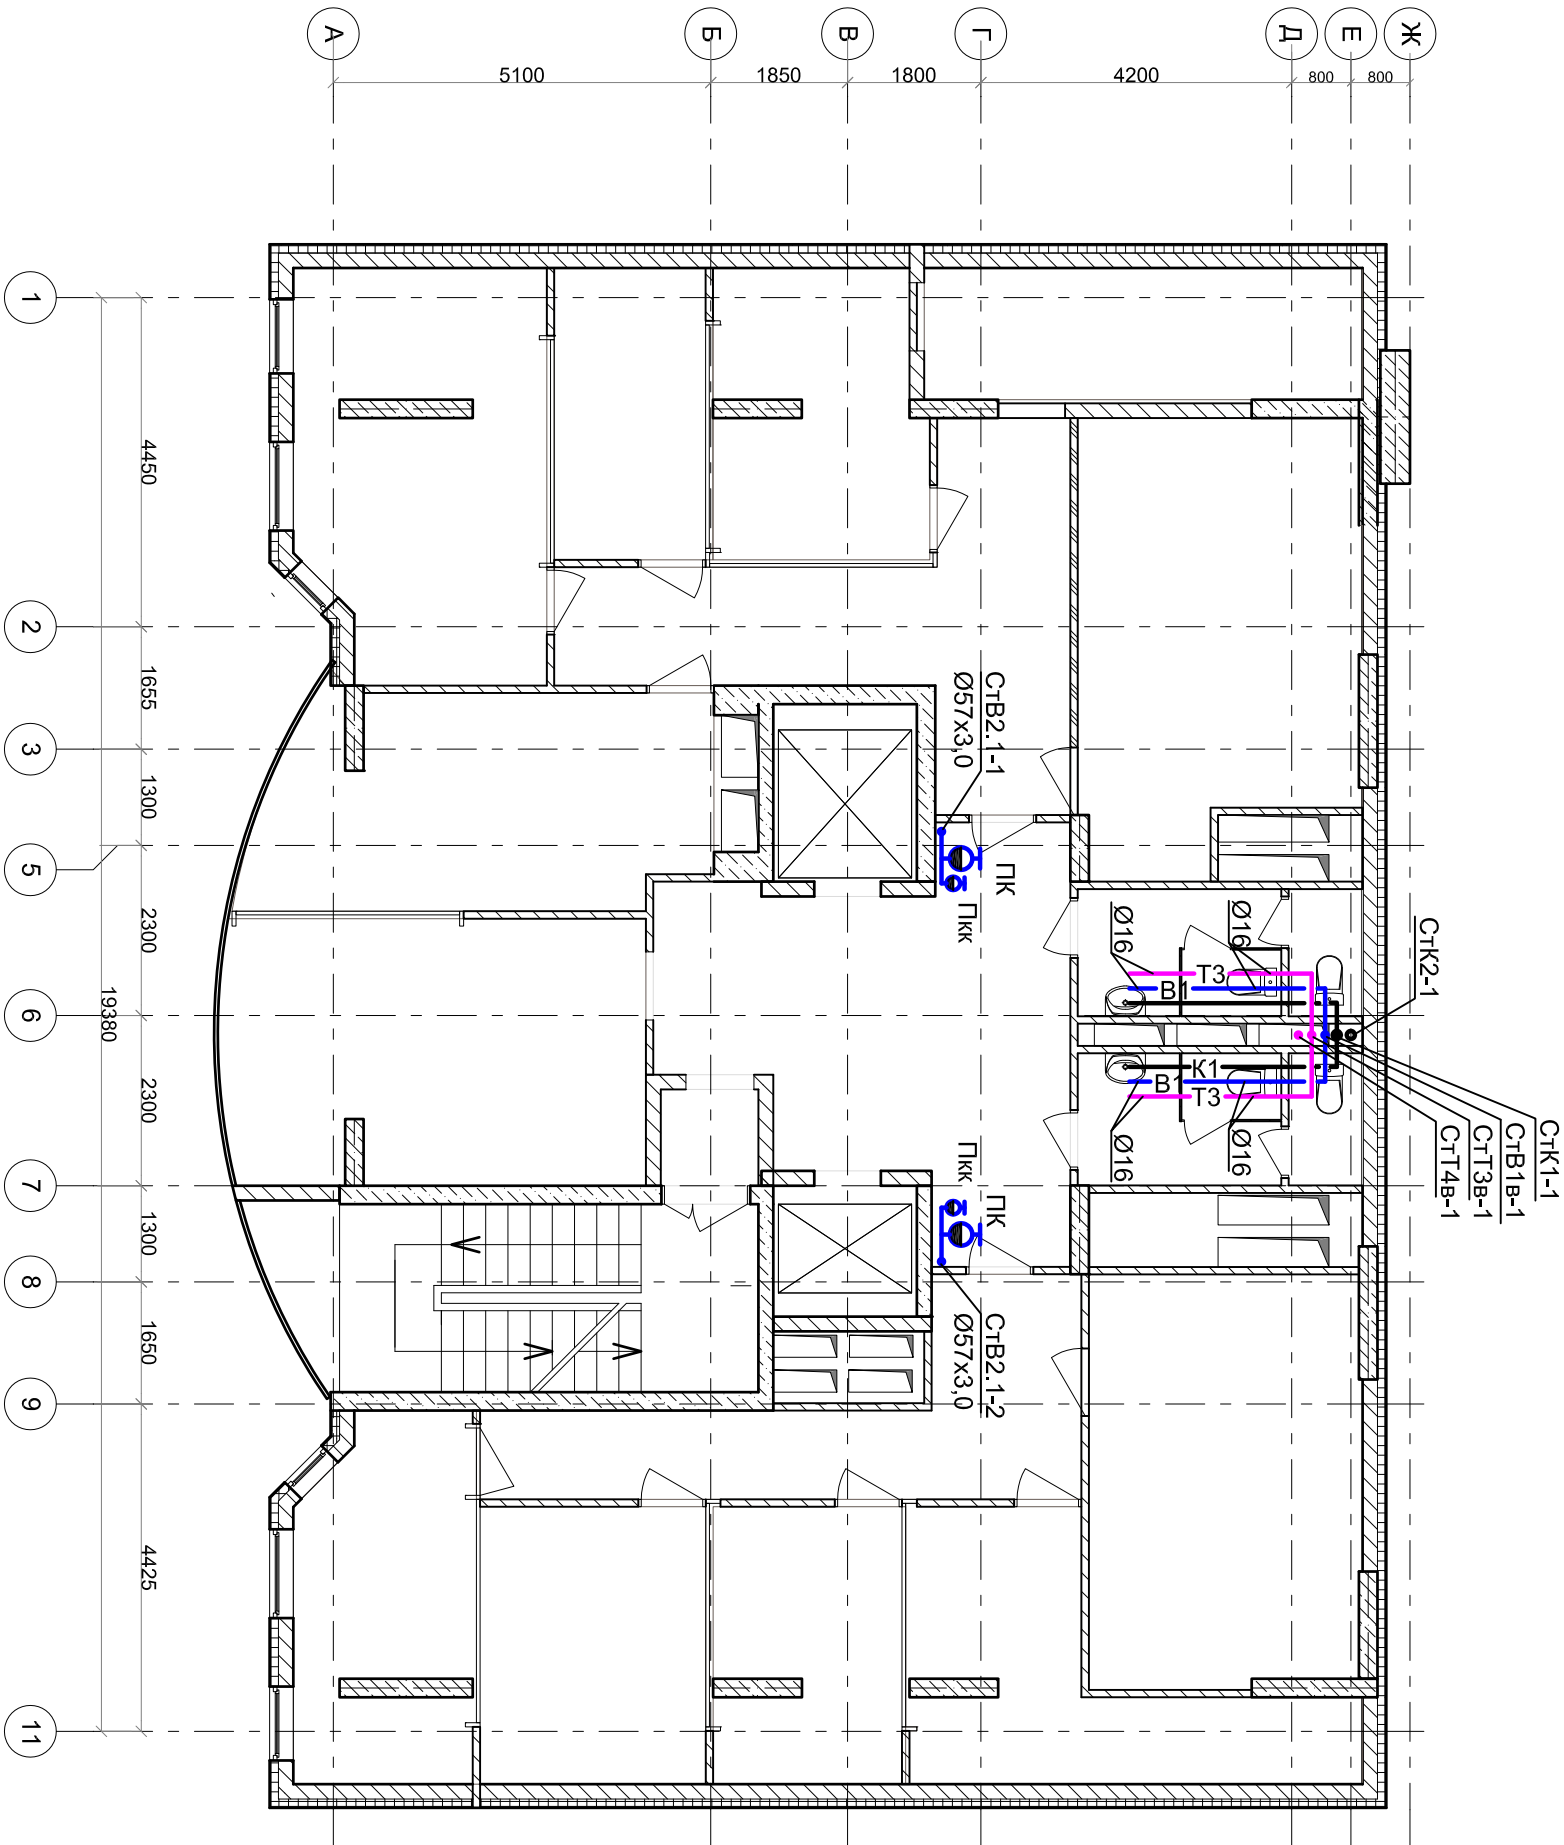 А
Б
В
Г
Д
Е
Ж
5100
1850
1800
4200
800
800
1
2
3
5
6
7
8
9
11
4450
1655
1300
2300
2300
1300
1650
4425
19380
СтВ2.1-1
Ø57х3,0
ПК
Пкк
Ø16
Ø16
Т3
В1
СтК2-1
К1
В1
Т3
Ø16
Ø16
СтК1-1
СтВ1в-1
СтТ3в-1
СтТ4в-1
Пкк
ПК
СтВ2.1-2
Ø57х3,0